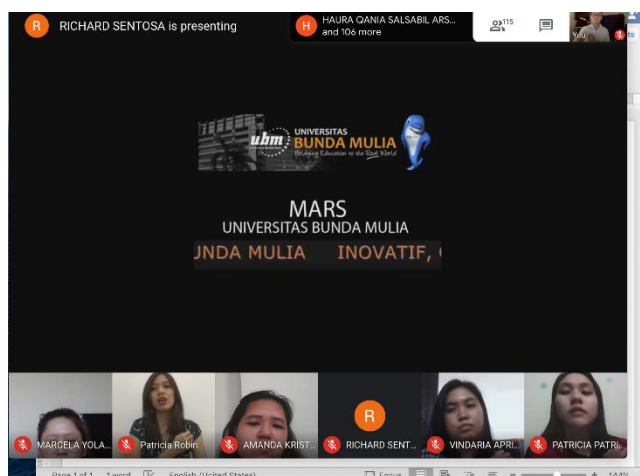 R RICHARD SENTOSA is presenting
H HAURA QANIA SALSABIL ARS...
and 106 more
115
You
ubm
UNIVERSITAS
BUNDA MULIA
Bridging Education to the Real World
MARS
UNIVERSITAS BUNDA MULIA
UNDA MULIA INOVATIF,
R
MARCELA YOLA...
Patricia Robin
AMANDA KRIST...
RICHARD SENT...
VINDARIA APRI...
PATRICIA PATRI...
Page 1 of 1 1 word English (United States) Focus 144%